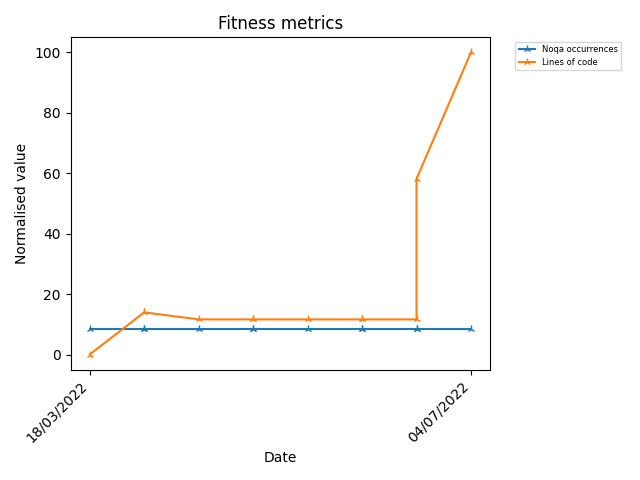 Fitness metrics
Noqa occurrences
Lines of code
Normalised value
100
80
60
40
20
0
18/03/2022
04/07/2022
Date